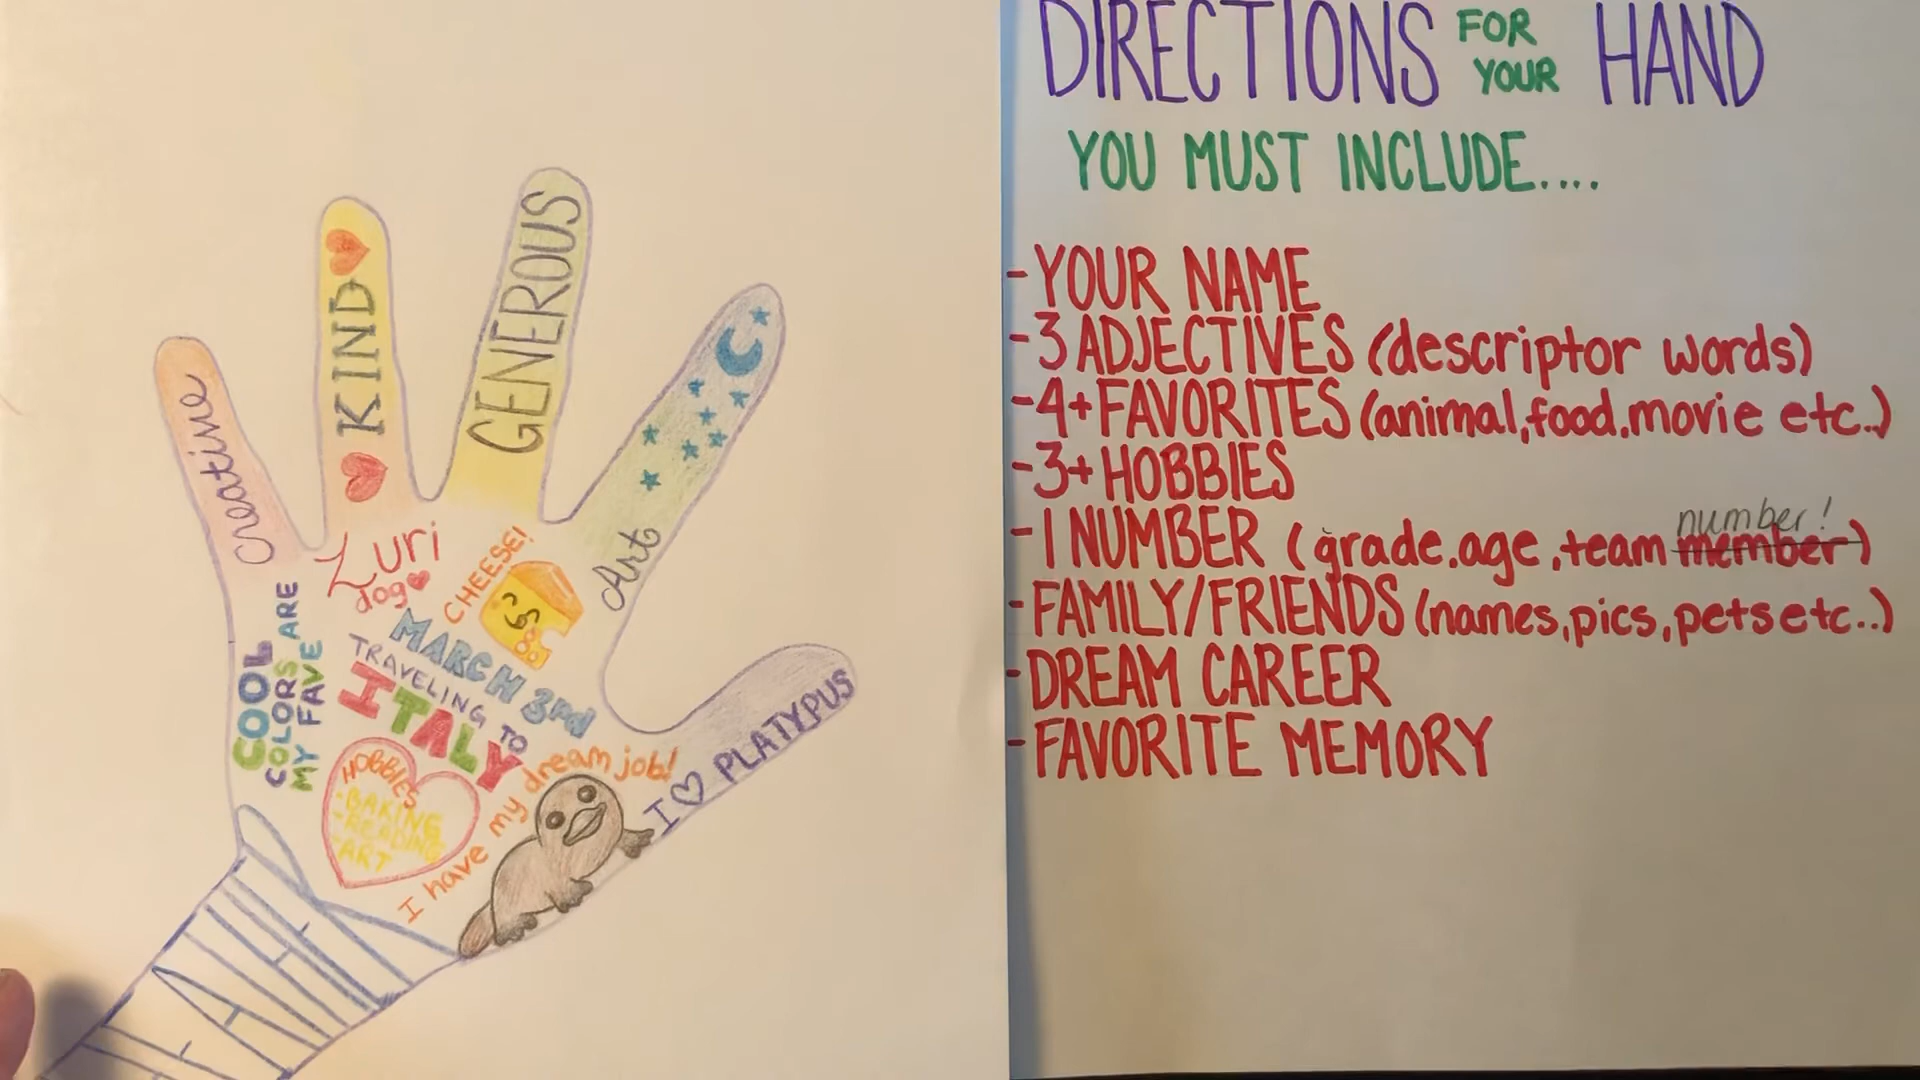 creative
KIND
GENEROUS
Art
I ♡ PLATYPUS
Luri
dog
CHEESE!
MARCH 3rd
TRAVELING TO
ITALY
COOL
COLORS ARE
MY FAVE
HOBBIES
-BAKING
-READING
-ART
I have my dream job!
DIRECTIONS FOR YOUR HAND
YOU MUST INCLUDE....
-YOUR NAME
-3 ADJECTIVES (descriptor words)
-4+FAVORITES (animal,food,movie etc..)
-3+ HOBBIES
number!
-1 NUMBER (grade,age,team member)
-FAMILY/FRIENDS (names,pics,pets etc..)
-DREAM CAREER
-FAVORITE MEMORY